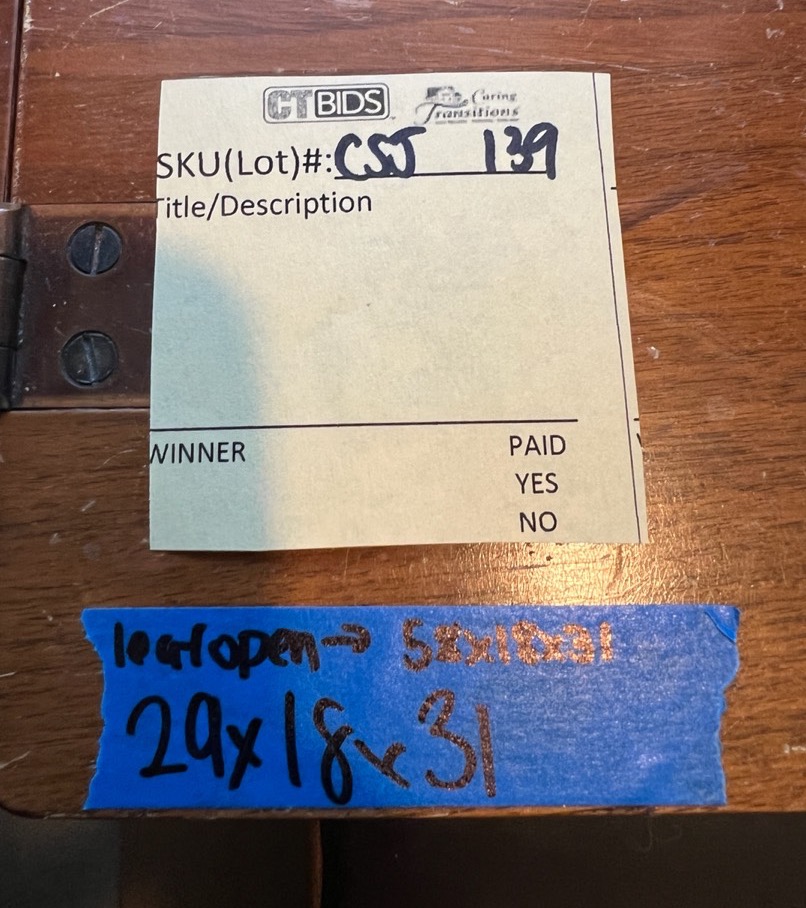 CTBIDS
Caring
Transitions
SKU(Lot)#: CSJ 139
Title/Description
WINNER PAID
YES
NO
leaf open → 58x18x31
29x18x31